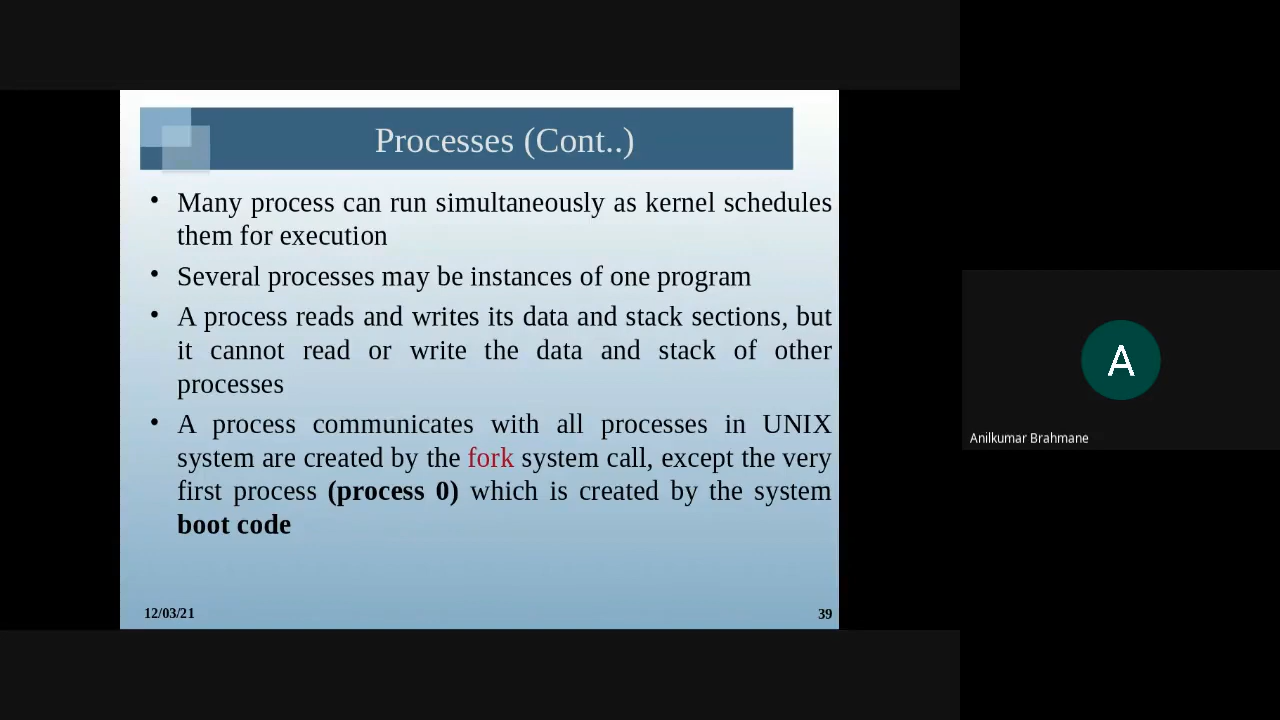 Processes (Cont..)
• Many process can run simultaneously as kernel schedules
them for execution
• Several processes may be instances of one program
• A process reads and writes its data and stack sections, but
it cannot read or write the data and stack of other
processes
• A process communicates with all processes in UNIX
system are created by the fork system call, except the very
first process (process 0) which is created by the system
boot code
12/03/21
39
A
Anilkumar Brahmane